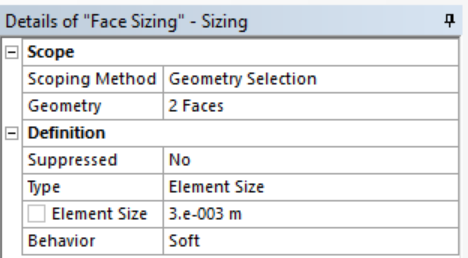 Details of "Face Sizing" - Sizing
Scope
Scoping Method Geometry Selection
Geometry 2 Faces
Definition
Suppressed No
Type Element Size
Element Size 3.e-003 m
Behavior Soft